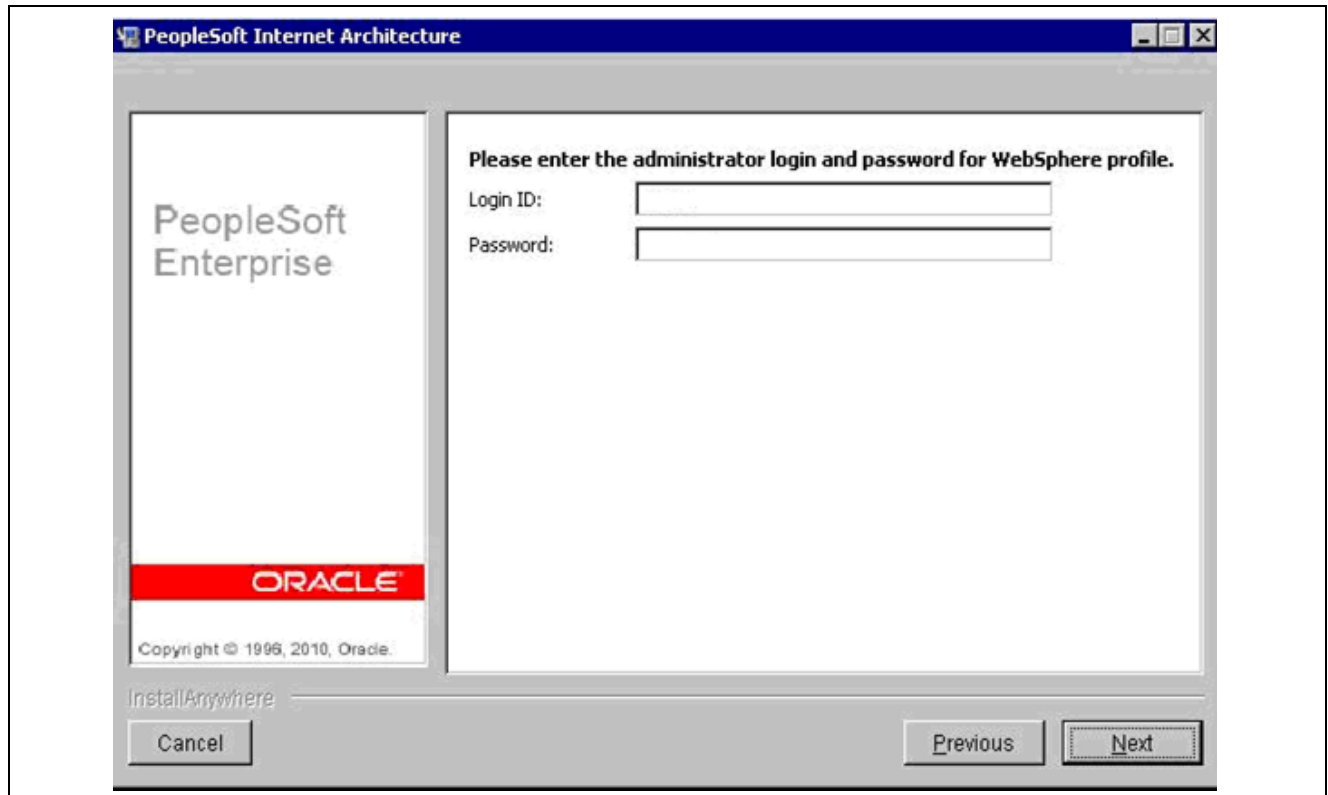 PeopleSoft Internet Architecture
PeopleSoft
Enterprise
ORACLE
Copyright © 1996, 2010, Oracle.
Please enter the administrator login and password for WebSphere profile.
Login ID:
Password:
InstallAnywhere
Cancel
Previous
Next